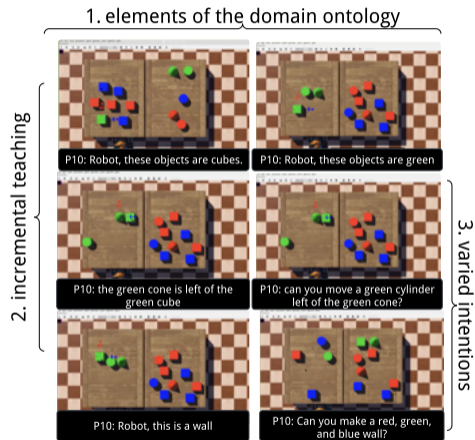 1. elements of the domain ontology
2. incremental teaching
P10: Robot, these objects are cubes.
P10: Robot, these objects are green
P10: the green cone is left of the
green cube
P10: can you move a green cylinder
left of the green cone?
3. varied intentions
P10: Robot, this is a wall
P10: Can you make a red, green,
and blue wall?